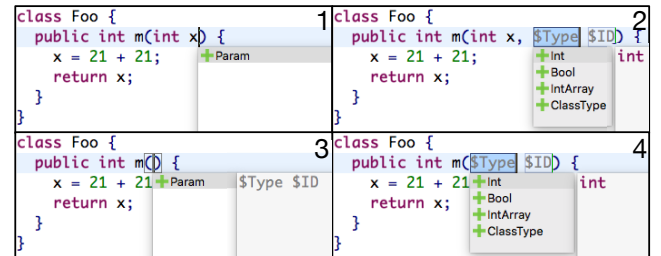 class Foo {
public int m(int x) {
x = 21 + 21;
return x;
}
}
Param
1
class Foo {
public int m(int x, $Type $ID) {
x = 21 + 21;
return x;
}
}
Int
Bool
IntArray
ClassType
int
2
class Foo {
public int m() {
x = 21 + 21
return x;
}
}
Param
$Type $ID
3
class Foo {
public int m($Type $ID) {
x = 21 + 21
return x;
}
}
Int
Bool
IntArray
ClassType
int
4